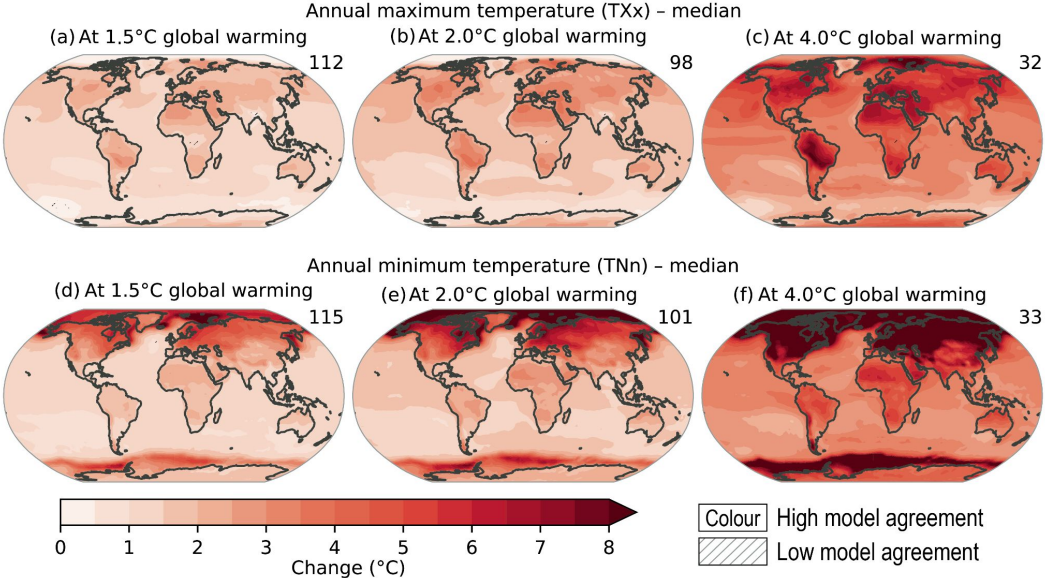 Annual maximum temperature (TXx) – median
(a) At 1.5°C global warming
112
(b) At 2.0°C global warming
98
(c) At 4.0°C global warming
32
Annual minimum temperature (TNn) – median
(d) At 1.5°C global warming
115
(e) At 2.0°C global warming
101
(f) At 4.0°C global warming
33
0 1 2 3 4 5 6 7 8
Change (°C)
Colour High model agreement
Low model agreement